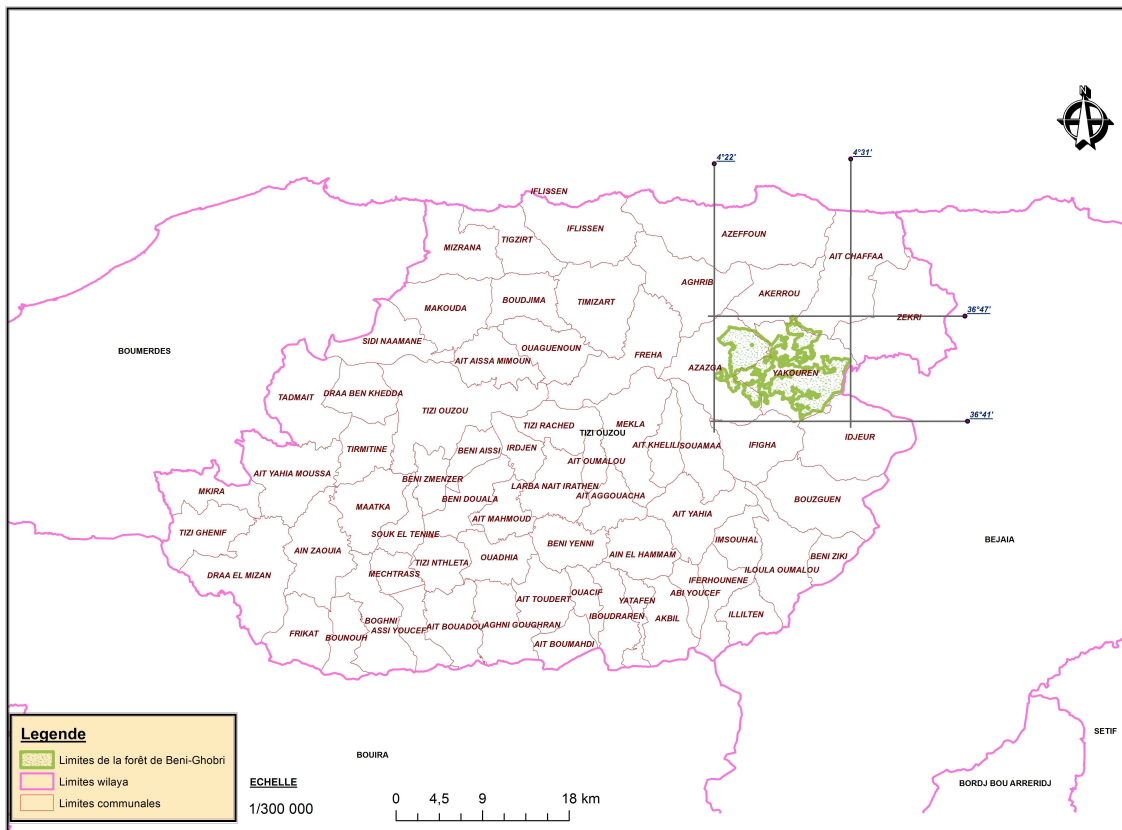 N
4°22'
4°31'
IFLISSEN
IFLISSEN
AZEFFOUN
TIGZIRT
MIZRANA
AIT CHAFFAA
AGHRIB
AKERROU
BOUDJIMA
TIMIZART
MAKOUDA
36°47'
ZEKRI
SIDI NAAMANE
OUAGUENOUN
BOUMERDES
FREHA
AIT AISSA MIMOUN
AZAZGA
YAKOUREN
DRAA BEN KHEDDA
TADMAIT
TIZI OUZOU
36°41'
MEKLA
TIZI RACHED
TIZI OUZOU
IDJEUR
AIT KHELILI
SOUAMAA
IFIGHA
TIRMITINE
BENI AISSI
IRDJEN
AIT OUMALOU
AIT YAHIA MOUSSA
BENI ZMENZER
LARBA NAIT IRATHEN
MKIRA
BENI DOUALA
AIT AGGOUACHA
BOUZGUEN
MAATKA
AIT YAHIA
AIT MAHMOUD
TIZI GHENIF
SOUK EL TENINE
BENI YENNI
IMSOUHAL
BEJAIA
AIN ZAOUIA
OUADHIA
AIN EL HAMMAM
BENI ZIKI
TIZI NTHLETA
ILOULA OUMALOU
DRAA EL MIZAN
MECHTRASS
IFERHOUNENE
ABI YOUCEF
OUACIF
AIT TOUDERT
YATAFEN
ILLILTEN
IBOUDRAREN
AKBIL
BOGHNI
FRIKAT
ASSI YOUCEF
AIT BOUADOU
AGHNI GOUGHRAN
BOUNOUH
AIT BOUMAHDI
SETIF
BOUIRA
BORDJ BOU ARRERIDJ
Legende
Limites de la forêt de Beni-Ghobri
Limites wilaya
Limites communales
ECHELLE
1/300 000
0 4,5 9 18 km